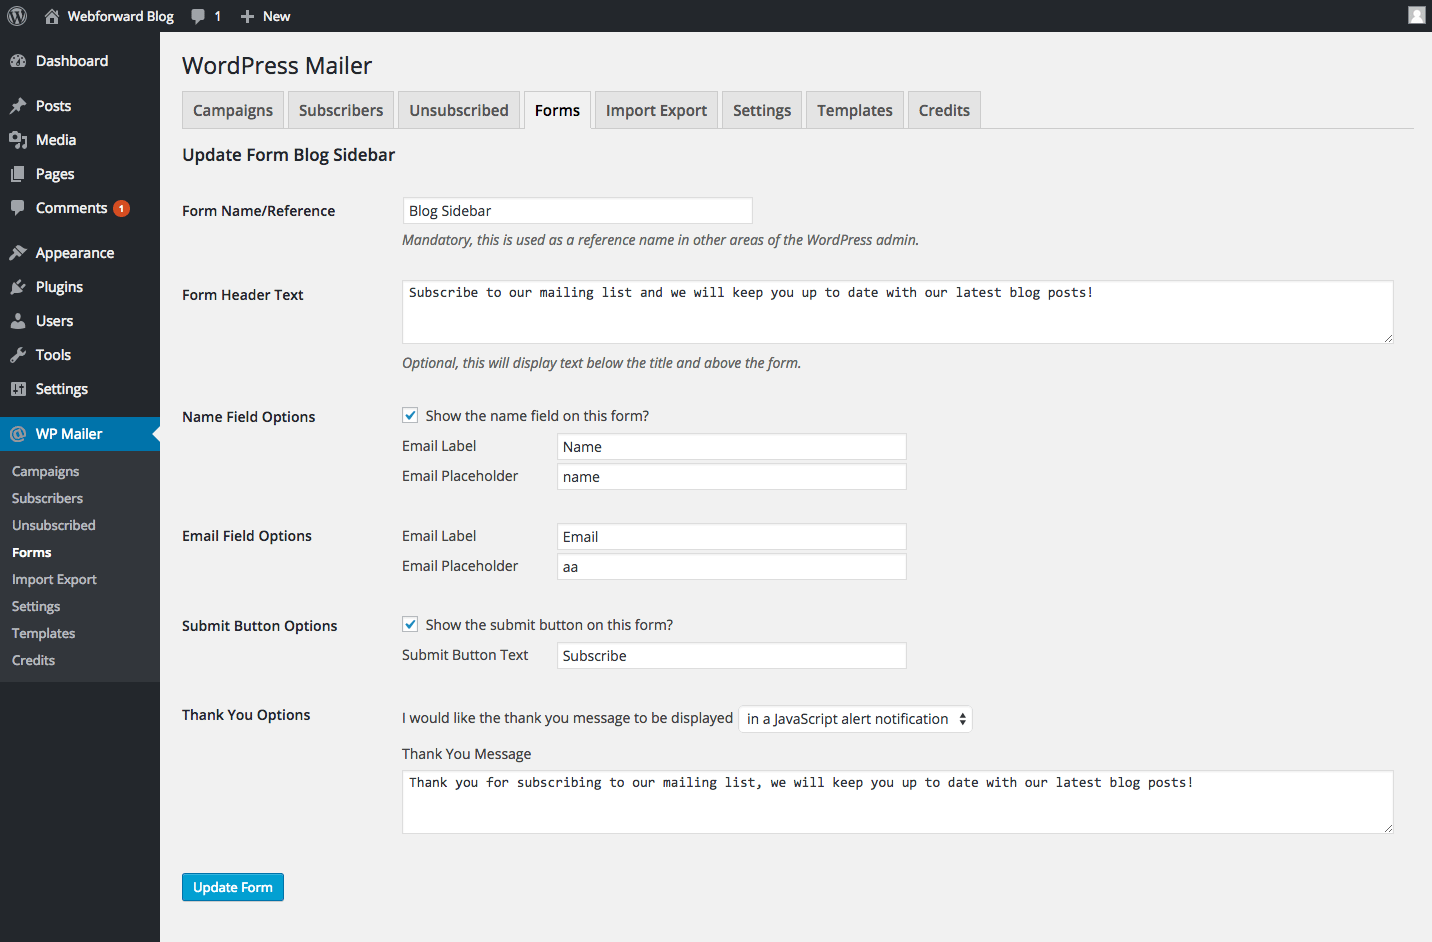 Webforward Blog 1 New
Dashboard
Posts
Media
Pages
Comments 1
Appearance
Plugins
Users
Tools
Settings
WP Mailer
Campaigns
Subscribers
Unsubscribed
Forms
Import Export
Settings
Templates
Credits
WordPress Mailer
Campaigns Subscribers Unsubscribed Forms Import Export Settings Templates Credits
Update Form Blog Sidebar
Form Name/Reference Blog Sidebar
Mandatory, this is used as a reference name in other areas of the WordPress admin.
Form Header Text Subscribe to our mailing list and we will keep you up to date with our latest blog posts!
Optional, this will display text below the title and above the form.
Name Field Options Show the name field on this form?
Email Label Name
Email Placeholder name
Email Field Options Email Label Email
Email Placeholder aa
Submit Button Options Show the submit button on this form?
Submit Button Text Subscribe
Thank You Options I would like the thank you message to be displayed in a JavaScript alert notification
Thank You Message
Thank you for subscribing to our mailing list, we will keep you up to date with our latest blog posts!
Update Form